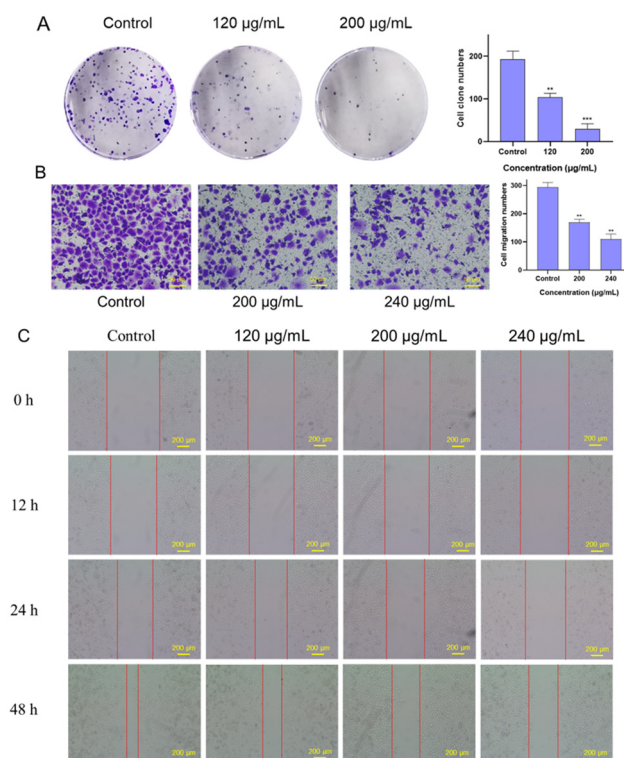 A
Control
120 µg/mL
200 µg/mL
Cell clone numbers
200
100
0
**
***
Control
120
200
Concentration (µg/mL)
B
Control
200 µg/mL
240 µg/mL
Cell migration numbers
300
200
100
0
**
**
Control
200
240
Concentration (µg/mL)
C
Control
120 µg/mL
200 µg/mL
240 µg/mL
0 h
200 µm
200 µm
200 µm
200 µm
12 h
200 µm
200 µm
200 µm
200 µm
24 h
200 µm
200 µm
200 µm
200 µm
48 h
200 µm
200 µm
200 µm
200 µm